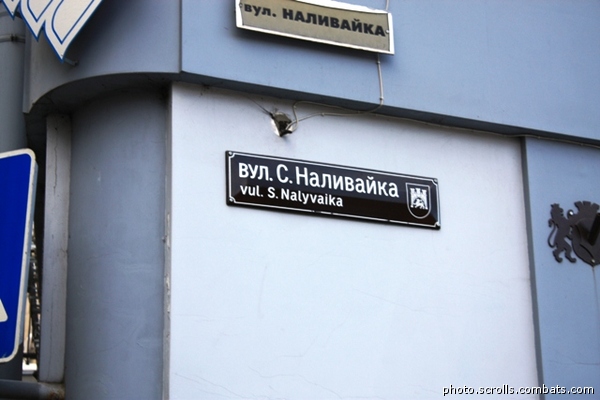 вул. НАЛИВАЙКА
вул. С. Наливайка
vul. S. Nalyvaika
photo.scrolls.combats.com